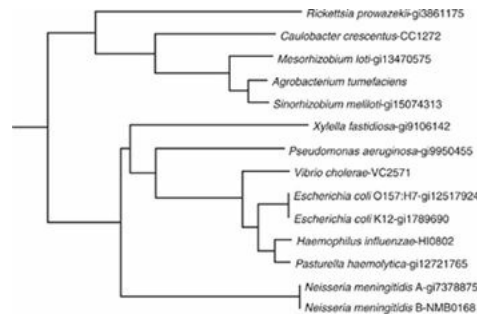 Rickettsia prowazekii-gi3861175
Caulobacter crescentus-CC1272
Mesorhizobium loti-gi13470575
Agrobacterium tumefaciens
Sinorhizobium meliloti-gi15074313
Xylella fastidiosa-gi9106142
Pseudomonas aeruginosa-gi9950455
Vibrio cholerae-VC2571
Escherichia coli O157:H7-gi12517924
Escherichia coli K12-gi1789690
Haemophilus influenzae-HI0802
Pasturella haemolytica-gi12721765
Neisseria meningitidis A-gi7378875
Neisseria meningitidis B-NMB0168